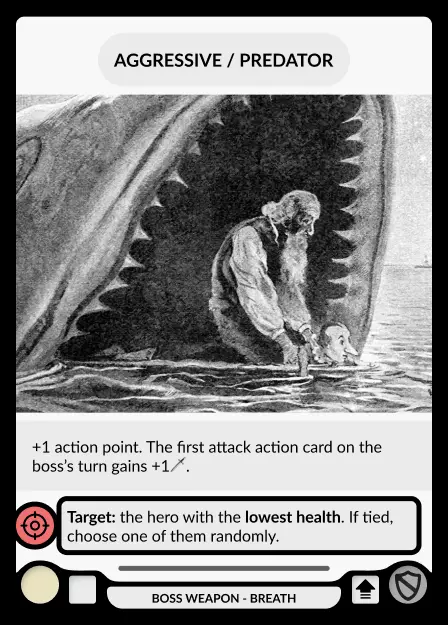 AGGRESSIVE / PREDATOR
+1 action point. The first attack action card on the
boss's turn gains +1.
Target: the hero with the lowest health. If tied,
choose one of them randomly.
BOSS WEAPON - BREATH